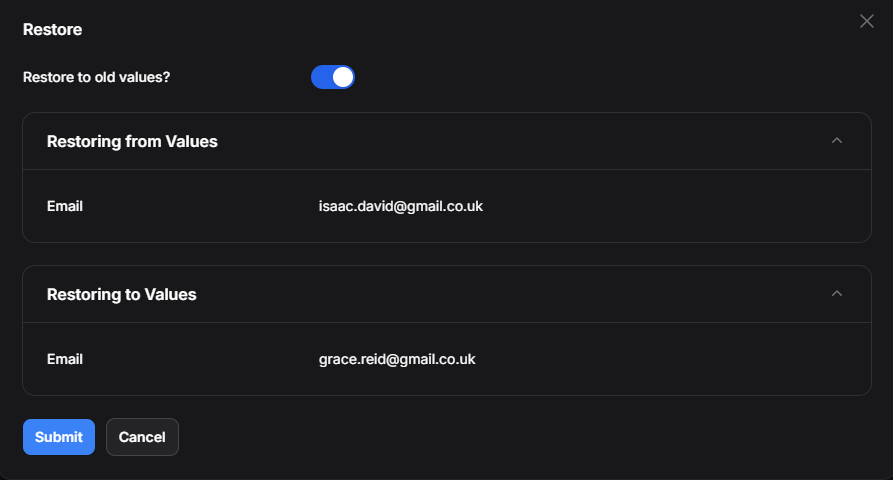 Restore
Restore to old values?
Restoring from Values
Email isaac.david@gmail.co.uk
Restoring to Values
Email grace.reid@gmail.co.uk
Submit Cancel